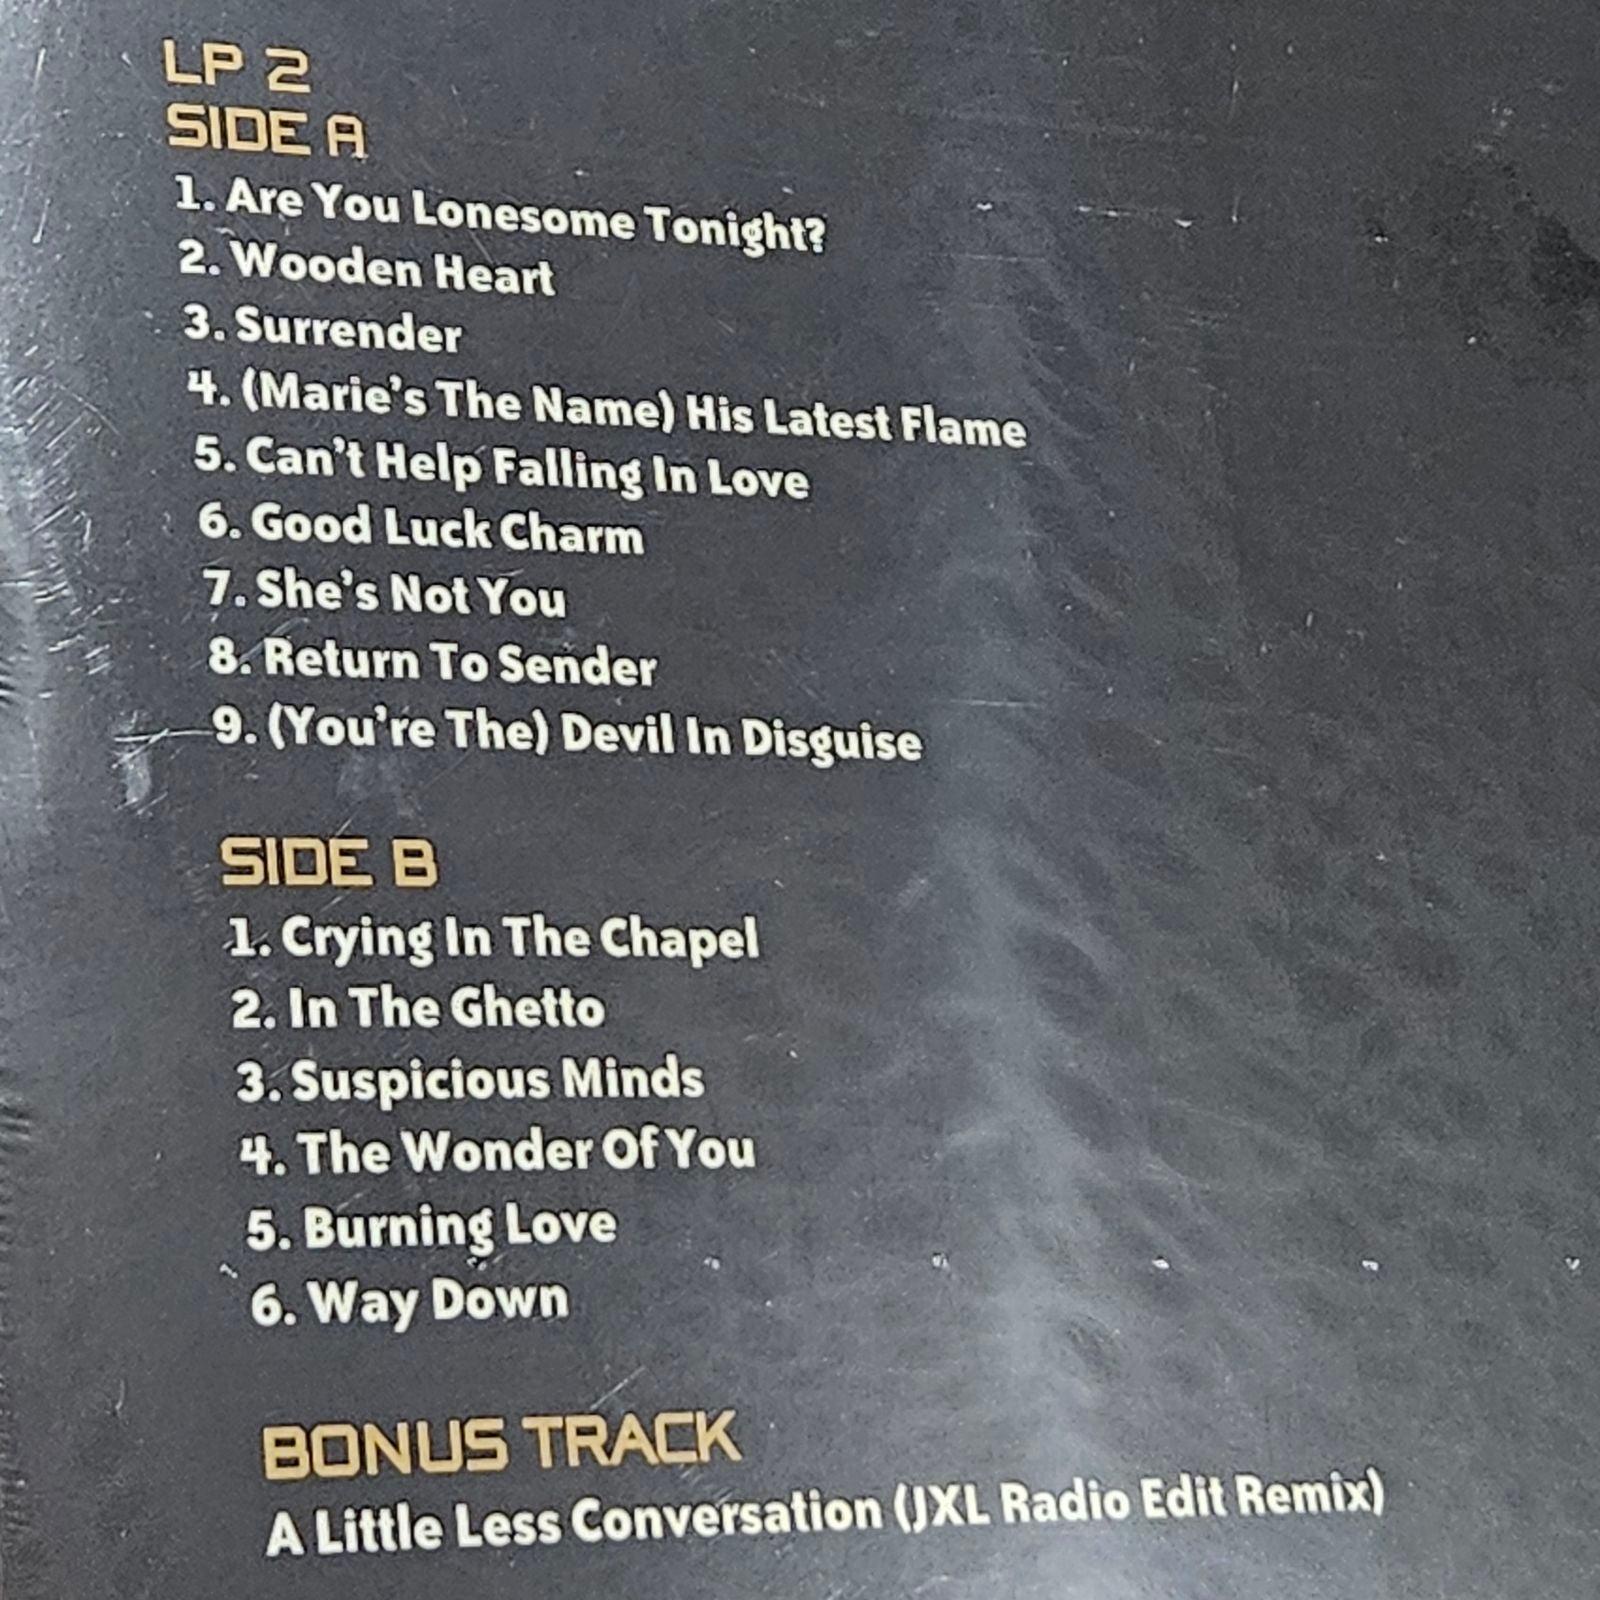 LP 2
SIDE A
1. Are You Lonesome Tonight?
2. Wooden Heart
3. Surrender
4. (Marie's The Name) His Latest Flame
5. Can't Help Falling In Love
6. Good Luck Charm
7. She's Not You
8. Return To Sender
9. (You're The) Devil In Disguise
SIDE B
1. Crying In The Chapel
2. In The Ghetto
3. Suspicious Minds
4. The Wonder Of You
5. Burning Love
6. Way Down
BONUS TRACK
A Little Less Conversation (JXL Radio Edit Remix)